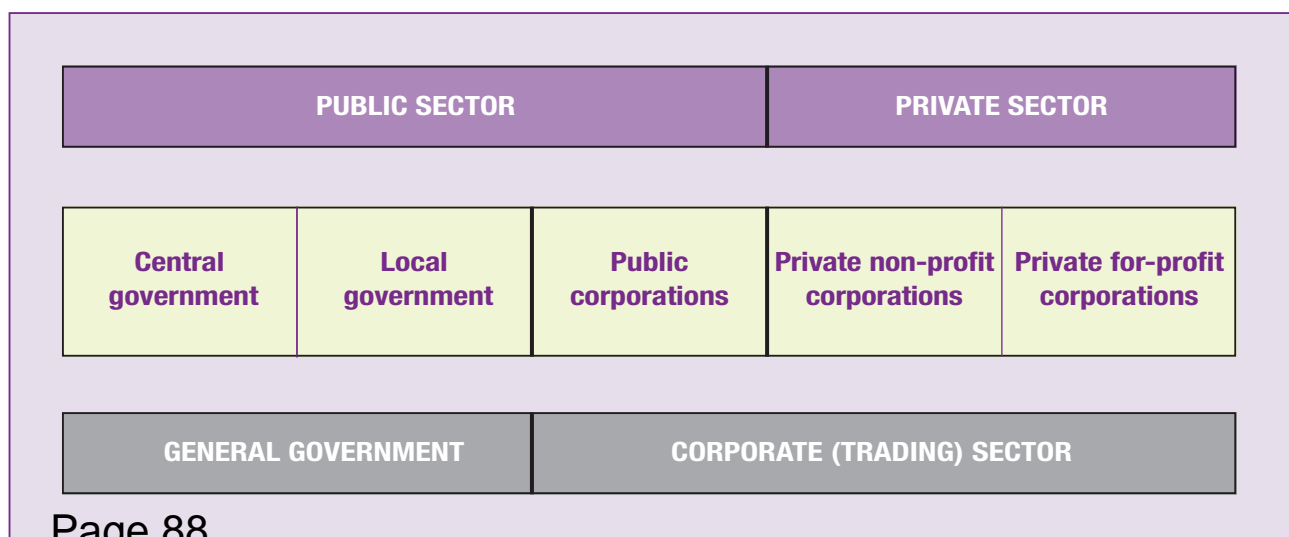 PUBLIC SECTOR
PRIVATE SECTOR
Central
government
Local
government
Public
corporations
Private non-profit
corporations
Private for-profit
corporations
GENERAL GOVERNMENT
CORPORATE (TRADING) SECTOR
Page 88